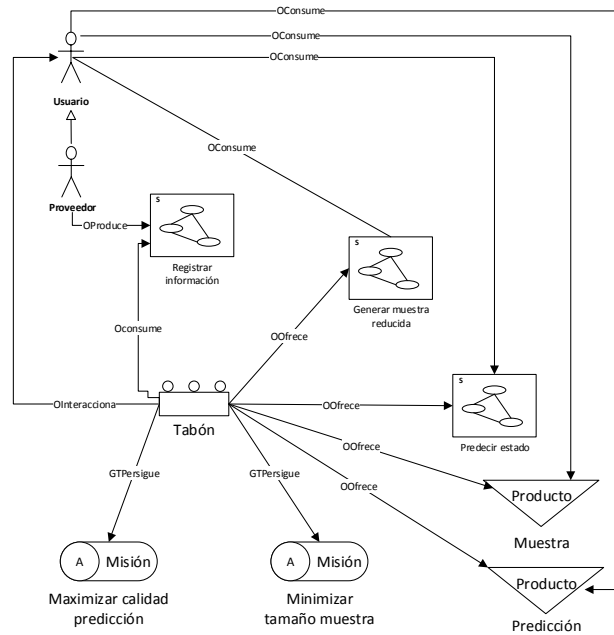 OConsume
OConsume
OConsume
Usuario
OConsume
Proveedor
OProduce
S
Registrar
información
S
Generar muestra
reducida
Oconsume
OOfrece
S
OInteracciona
OOfrece
Tabón
Predecir estado
OOfrece
GTPersigue
GTPersigue
OOfrece
Producto
Muestra
A
Misión
A
Misión
Producto
Maximizar calidad
predicción
Minimizar
tamaño muestra
Predicción